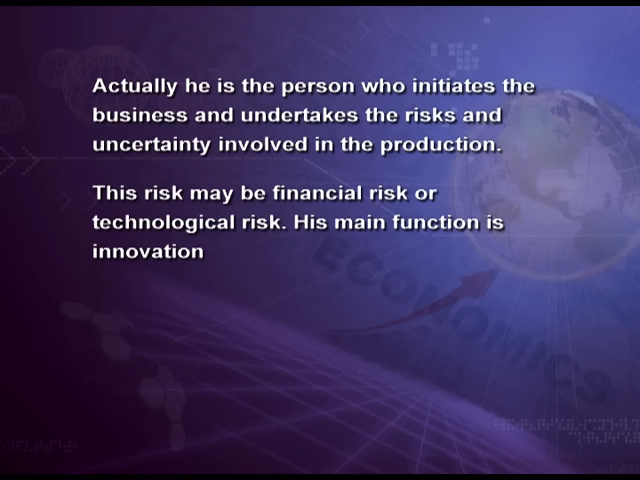 Actually he is the person who initiates the
business and undertakes the risks and
uncertainty involved in the production.
This risk may be financial risk or
technological risk. His main function is
innovation
ECONOMICS